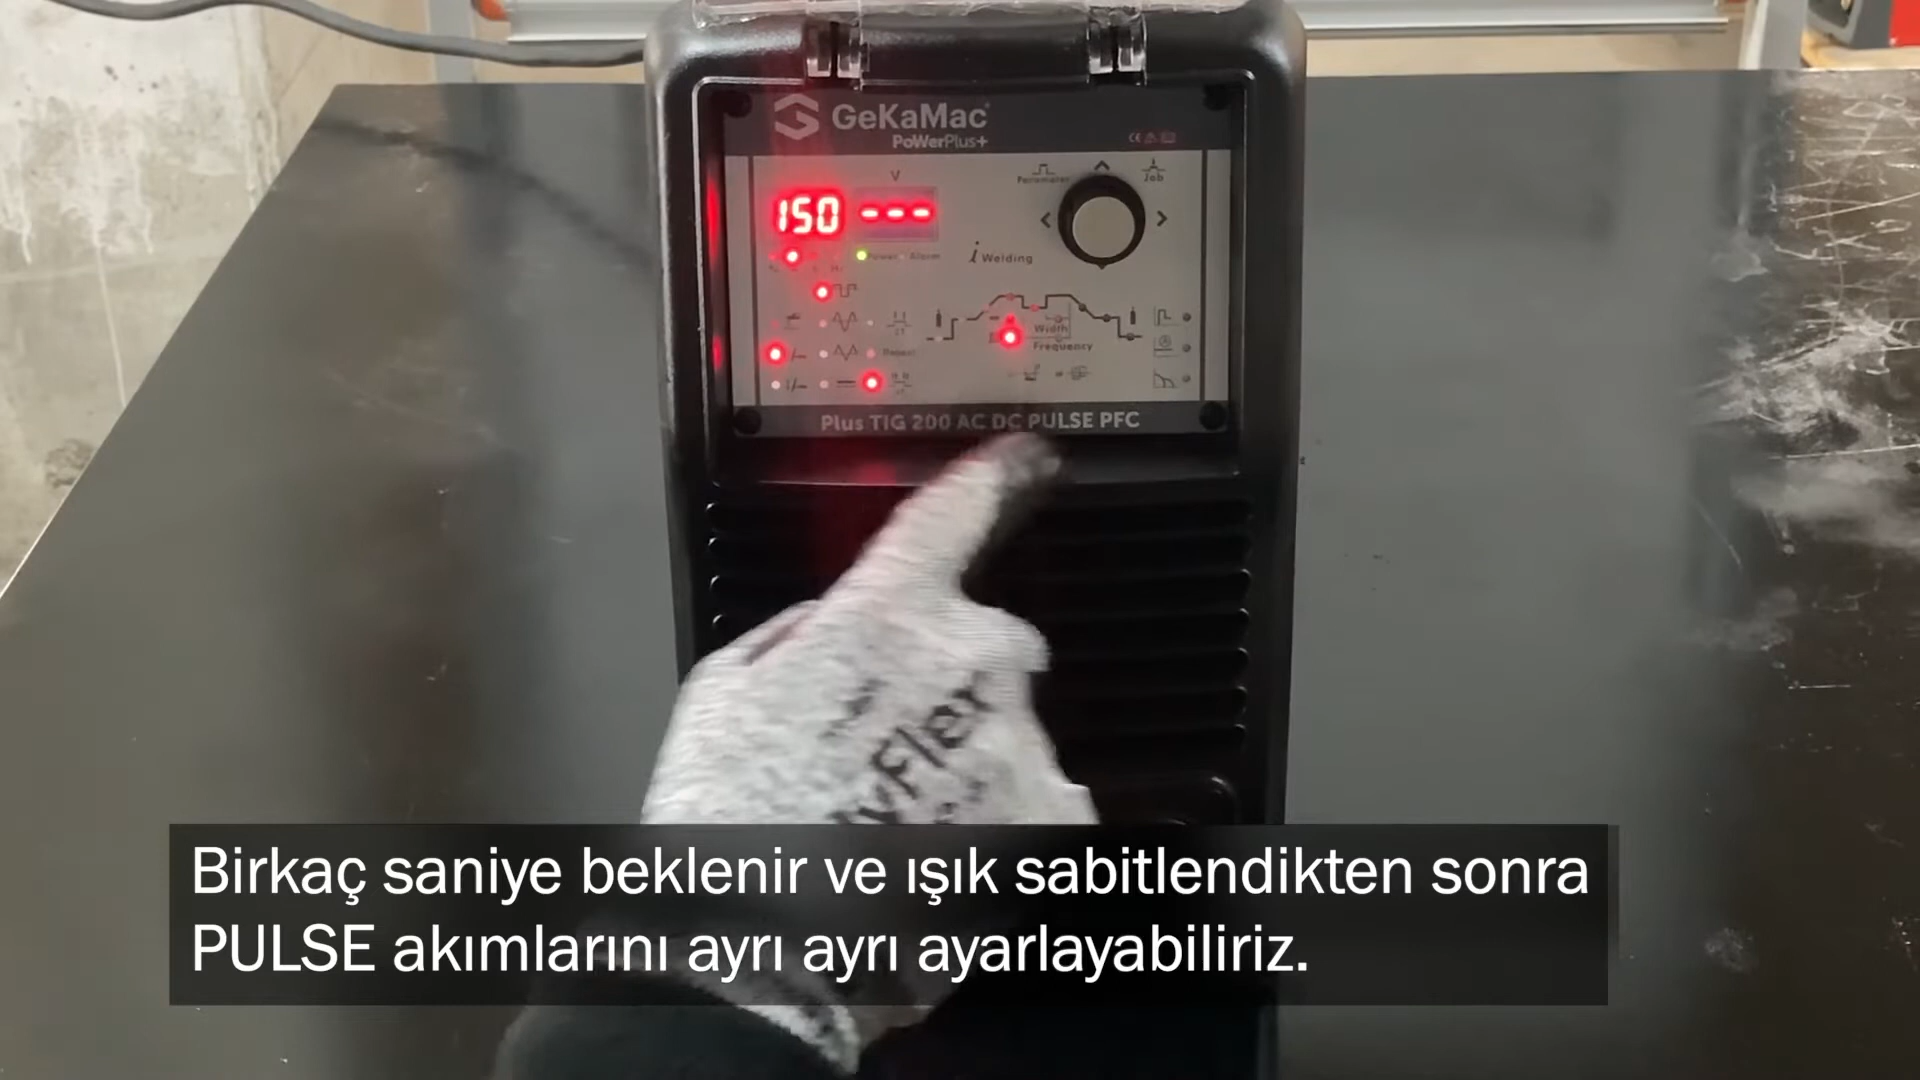 GeKaMac
PoWerPlus+
V
Parameter
Job
150 ---
Power Alarm
i Welding
Width
Repeat
Frequency
Plus TIG 200 AC DC PULSE PFC
Birkaç saniye beklenir ve ışık sabitlendikten sonra
PULSE akımlarını ayrı ayrı ayarlayabiliriz.